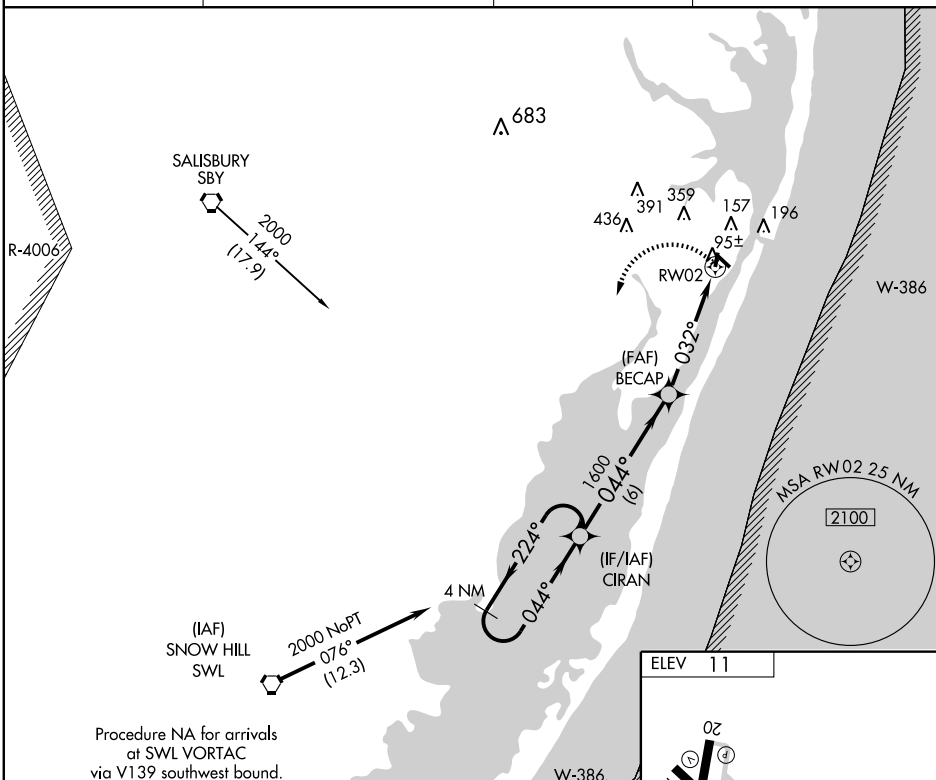 683
SALISBURY
SBY
2000
144°
(17.9)
R-4006
391
359
436
157
196
95±
RW02
W-386
032°
(FAF)
BECAP
1600
044°
(6)
MSA RW02 25 NM
2100
224°
(IF/IAF)
CIRAN
4 NM
044°
(IAF)
SNOW HILL
SWL
2000 NoPT
076°
(12.3)
ELEV 11
20
V
P
Procedure NA for arrivals
at SWL VORTAC
via V139 southwest bound.
W-386